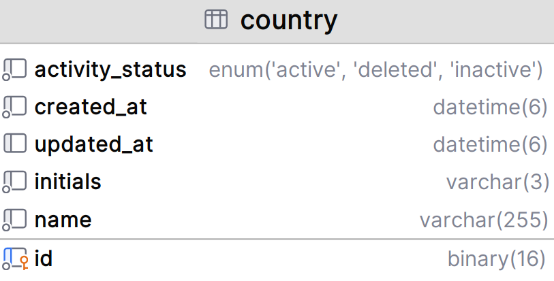 country
activity_status enum('active', 'deleted', 'inactive')
created_at datetime(6)
updated_at datetime(6)
initials varchar(3)
name varchar(255)
id binary(16)